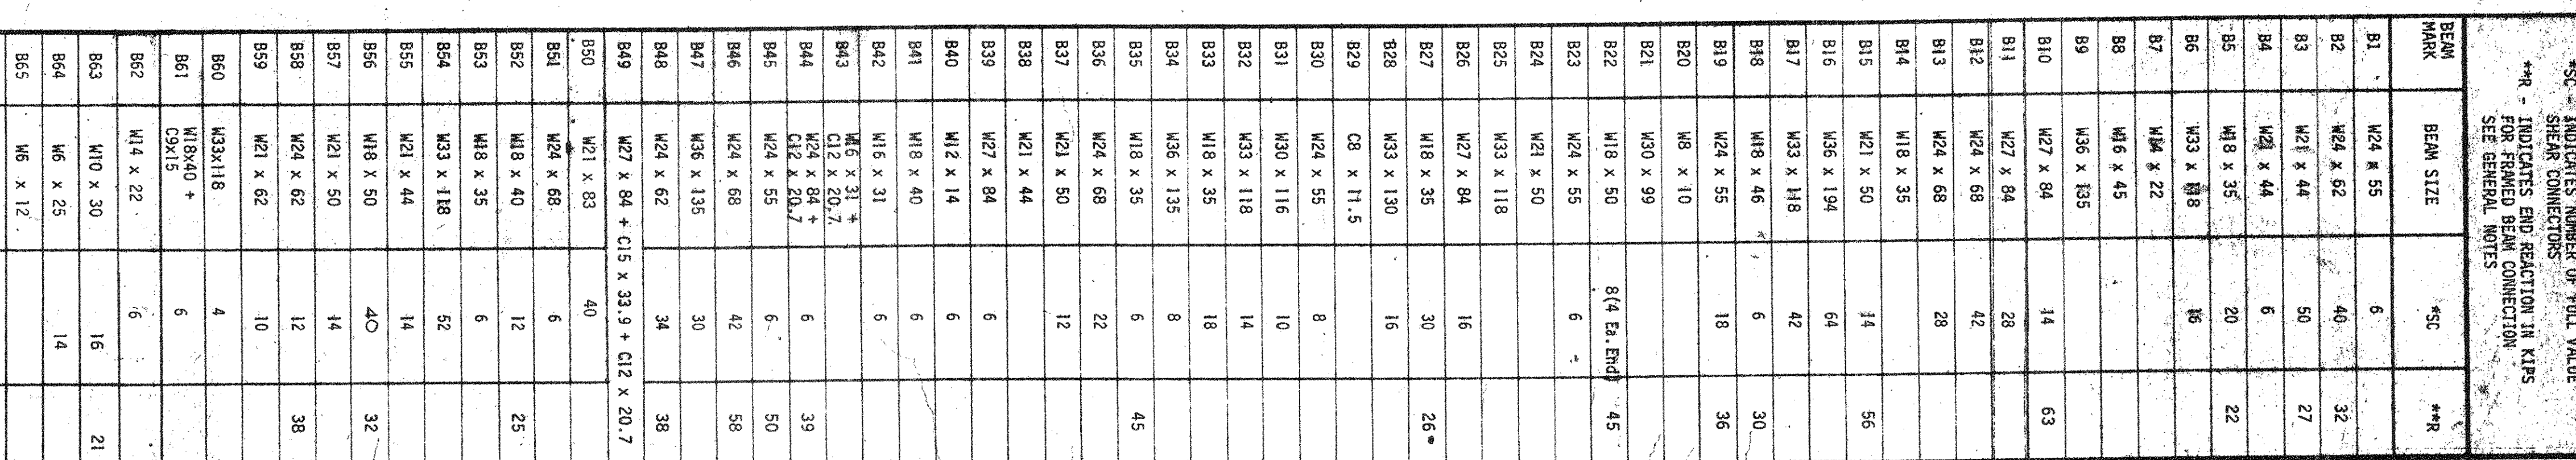 *SC - INDICATES NUMBER OF FULL VALUE
SHEAR CONNECTORS
**R - INDICATES END REACTION IN KIPS
FOR FRAMED BEAM CONNECTION
SEE GENERAL NOTES
BEAM MARK BEAM SIZE *SC **R
B1 W24 x 55 6
B2 W24 x 62 40 32
B3 W21 x 44 50 27
B4 W21 x 44 6
B5 W18 x 35 20 22
B6 W33 x 118 16
B7 W14 x 22
B8 W16 x 45
B9 W36 x 135
B10 W27 x 84 14 63
B11 W27 x 84 28
B12 W24 x 68 42
B13 W24 x 68 28
B14 W18 x 35
B15 W21 x 50 14 56
B16 W36 x 194 64
B17 W33 x 118 42
B18 W18 x 46 6 30
B19 W24 x 55 18 36
B20 W8 x 10
B21 W30 x 99
B22 W18 x 50 8(4 Ea. End) 45
B23 W24 x 55 6
B24 W21 x 50
B25 W33 x 118
B26 W27 x 84 16
B27 W18 x 35 30 26
B28 W33 x 130 16
B29 C8 x 11.5
B30 W24 x 55 8
B31 W30 x 116 10
B32 W33 x 118 14
B33 W18 x 35 18
B34 W36 x 135 8
B35 W18 x 35 6 45
B36 W24 x 68 22
B37 W21 x 50 12
B38 W21 x 44
B39 W27 x 84 6
B40 W12 x 14 6
B41 W18 x 40 6
B42 W16 x 31 6
B43 W16 x 31 +
C12 x 20.7
B44 W24 x 84 + 6 39
C12 x 20.7
B45 W24 x 55 6 50
B46 W24 x 68 42 58
B47 W36 x 135 30
B48 W24 x 62 34 38
B49 W27 x 84 + C15 x 33.9 + C12 x 20.7
B50 W21 x 83 40
B51 W24 x 68 6
B52 W18 x 40 12 25
B53 W18 x 35 6
B54 W33 x 118 52
B55 W21 x 44 14
B56 W18 x 50 40 32
B57 W21 x 50 14
B58 W24 x 62 12 38
B59 W21 x 62 10
B60 W33x118 4
B61 W18x40 + 6
C9x15
B62 W14 x 22 6
B63 W10 x 30 16 21
B64 W6 x 25 14
B65 W6 x 12